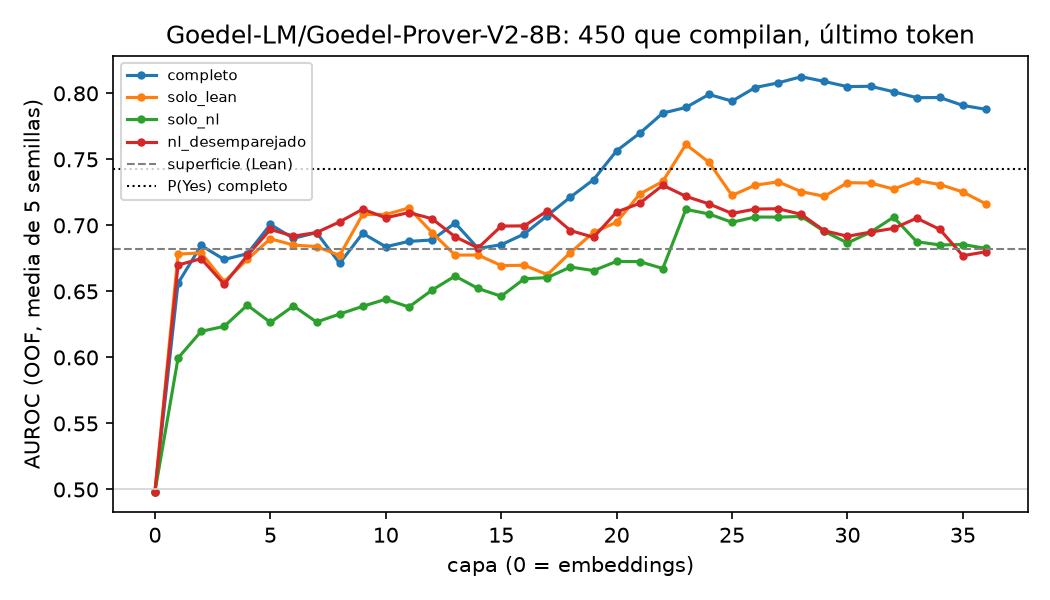 Goedel-LM/Goedel-Prover-V2-8B: 450 que compilan, último token
completo
solo_lean
solo_nl
nl_desemparejado
superficie (Lean)
P(Yes) completo
AUROC (OOF, media de 5 semillas)
0.80
0.75
0.70
0.65
0.60
0.55
0.50
0 5 10 15 20 25 30 35
capa (0 = embeddings)